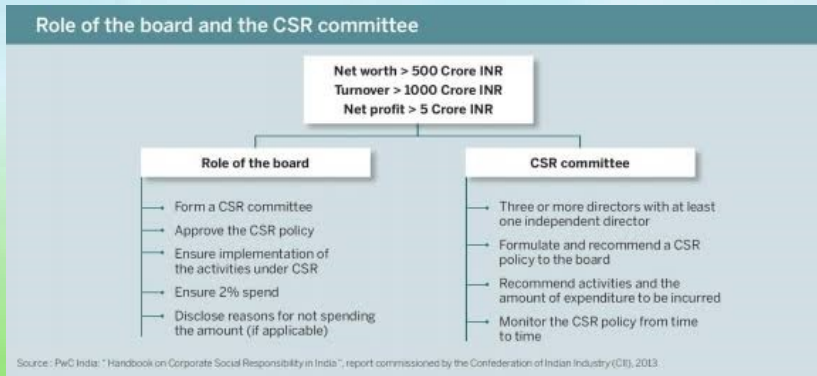 Role of the board and the CSR committee
Net worth > 500 Crore INR
Turnover > 1000 Crore INR
Net profit > 5 Crore INR
Role of the board
Form a CSR committee
Approve the CSR policy
Ensure implementation of
the activities under CSR
Ensure 2% spend
Disclose reasons for not spending
the amount (if applicable)
CSR committee
Three or more directors with at least
one independent director
Formulate and recommend a CSR
policy to the board
Recommend activities and the
amount of expenditure to be incurred
Monitor the CSR policy from time
to time
Source : PwC India: "Handbook on Corporate Social Responsibility in India", report commissioned by the Confederation of Indian Industry (CII), 2013.